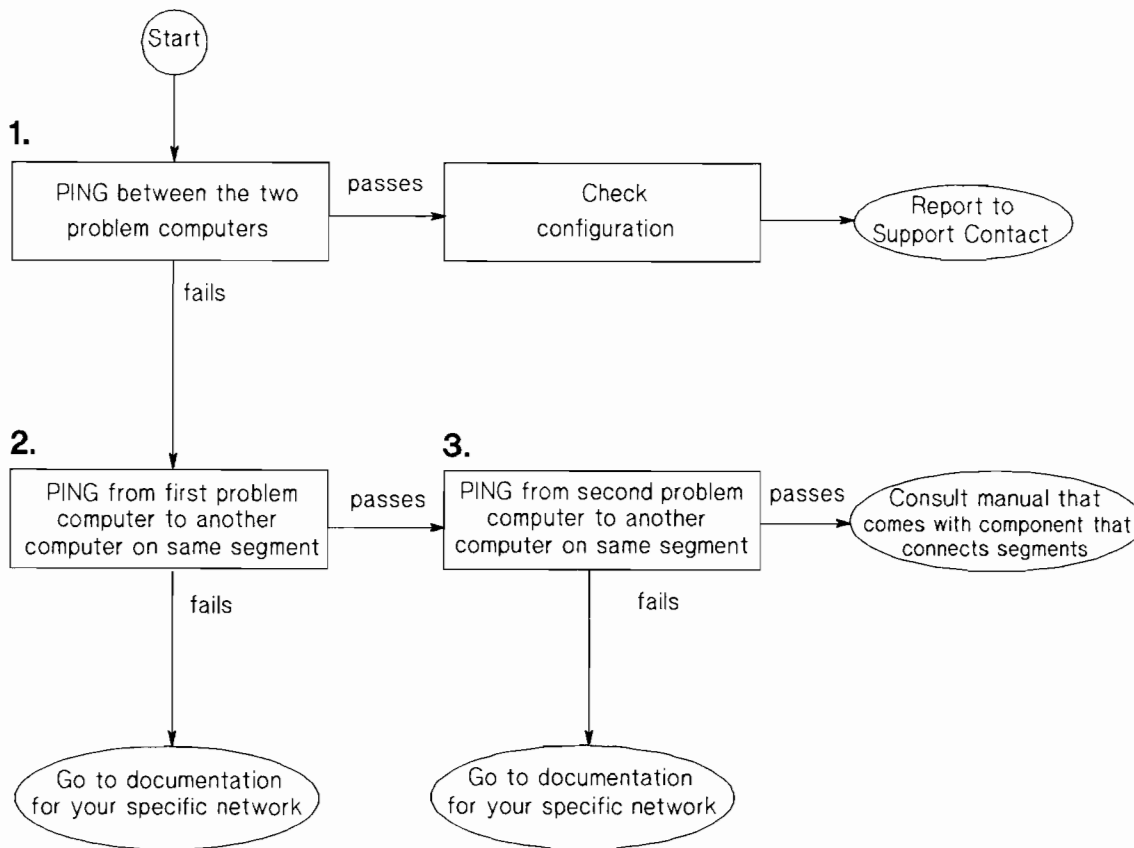 Start
1.
PING between the two
problem computers
passes
Check
configuration
Report to
Support Contact
fails
2.
PING from first problem
computer to another
computer on same segment
passes
3.
PING from second problem
computer to another
computer on same segment
passes
Consult manual that
comes with component that
connects segments
fails
fails
Go to documentation
for your specific network
Go to documentation
for your specific network